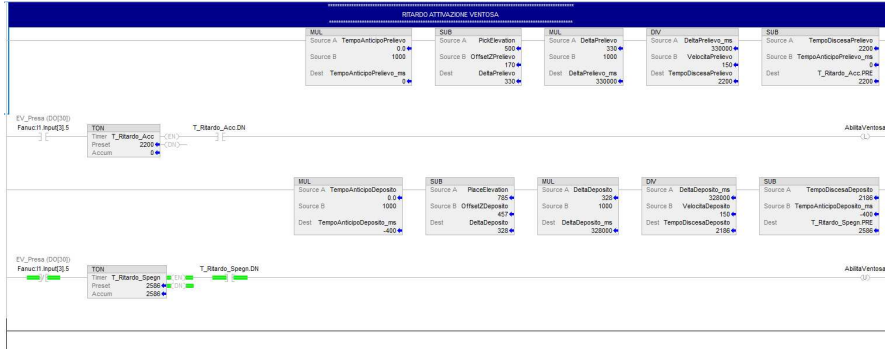 ************************************************************
RITARDO ATTIVAZIONE VENTOSA
************************************************************
MUL
Source A TempoAnticipoPrelievo
0.0
Source B 1000
Dest TempoAnticipoPrelievo_ms
0
SUB
Source A PickElevation
500
Source B OffsetZPrelievo
170
Dest DeltaPrelievo
330
MUL
Source A DeltaPrelievo
330
Source B 1000
Dest DeltaPrelievo_ms
330000
DIV
Source A DeltaPrelievo_ms
330000
Source B VelocitaPrelievo
150
Dest TempoDiscesaPrelievo
2200
SUB
Source A TempoDiscesaPrelievo
2200
Source B TempoAnticipoPrelievo_ms
0
Dest T_Ritardo_Acc.PRE
2200
EV_Presa (DO[30])
Fanuc:I1.Input[3].5
TON
Timer T_Ritardo_Acc
Preset 2200
Accum 0
EN
DN
T_Ritardo_Acc.DN
AbilitaVentosa
L
MUL
Source A TempoAnticipoDeposito
0.0
Source B 1000
Dest TempoAnticipoDeposito_ms
-400
SUB
Source A PlaceElevation
785
Source B OffsetZDeposito
457
Dest DeltaDeposito
328
MUL
Source A DeltaDeposito
328
Source B 1000
Dest DeltaDeposito_ms
328000
DIV
Source A DeltaDeposito_ms
328000
Source B VelocitaDeposito
150
Dest TempoDiscesaDeposito
2186
SUB
Source A TempoDiscesaDeposito
2186
Source B TempoAnticipoDeposito_ms
-400
Dest T_Ritardo_Spegn.PRE
2586
EV_Presa (DO[30])
Fanuc:I1.Input[3].5
TON
Timer T_Ritardo_Spegn
Preset 2586
Accum 2586
EN
DN
T_Ritardo_Spegn.DN
AbilitaVentosa
U